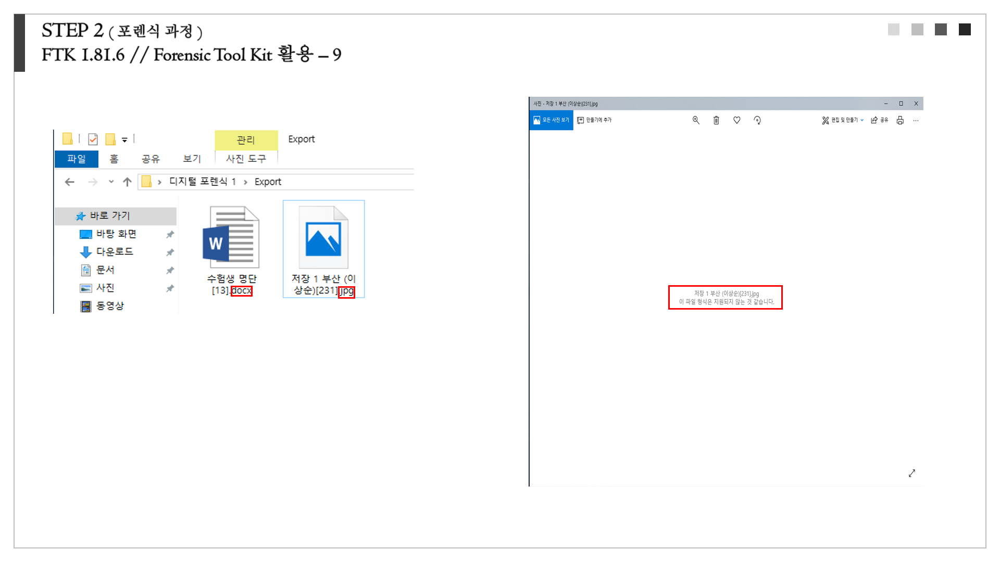 STEP 2 ( 포렌식 과정 )
FTK 1.81.6 // Forensic Tool Kit 활용 – 9
관리
Export
파일
홈
공유
보기
사진 도구
디지털 포렌식 1
Export
바로 가기
바탕 화면
다운로드
문서
사진
동영상
수험생 명단
[13].docx
저장 1 부산 (이
상순)[231].jpg
사진 - 저장 1 부산 (이상순)[231].jpg
모든 사진 보기
만들기에 추가
편집 및 만들기
공유
저장 1 부산 (이상순)[231].jpg
이 파일 형식은 지원되지 않는 것 같습니다.